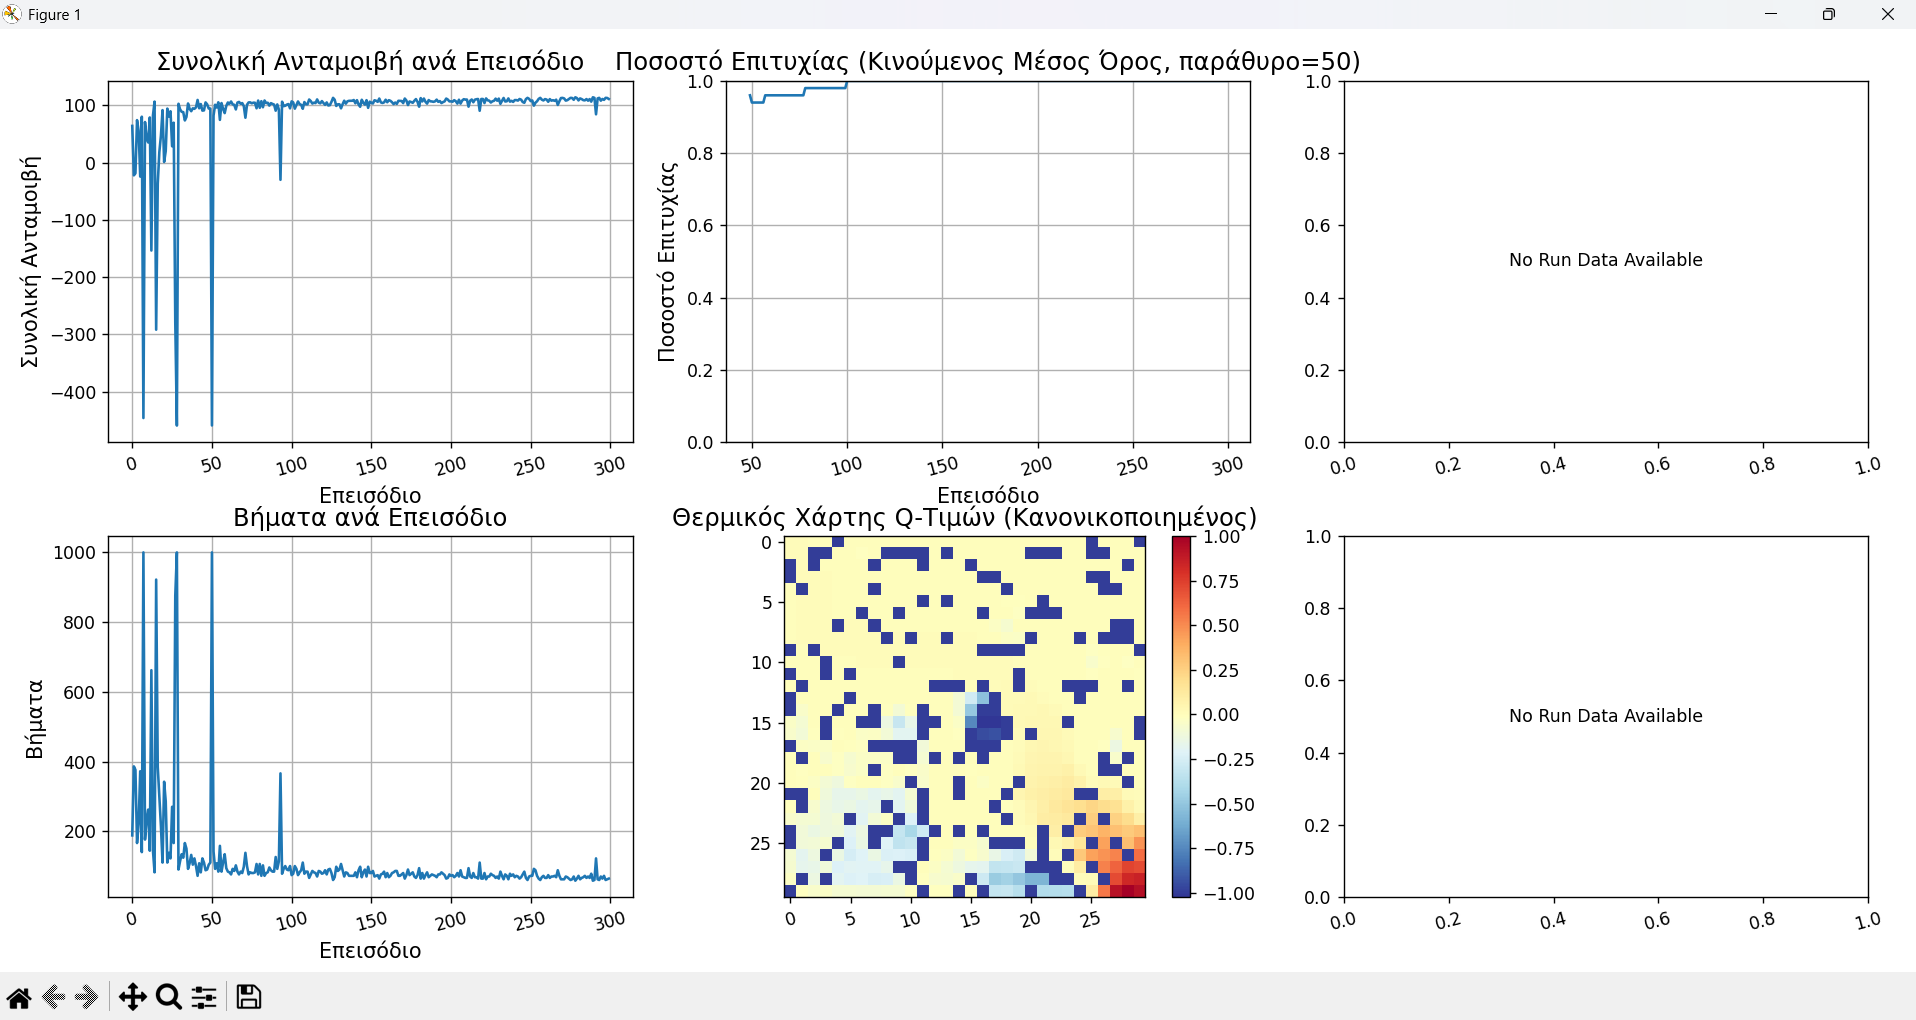 Figure 1
Συνολική Ανταμοιβή ανά Επεισόδιο
Συνολική Ανταμοιβή
100
0
−100
−200
−300
−400
0 50 100 150 200 250 300
Επεισόδιο
Ποσοστό Επιτυχίας (Κινούμενος Μέσος Όρος, παράθυρο=50)
Ποσοστό Επιτυχίας
1.0
0.8
0.6
0.4
0.2
0.0
50 100 150 200 250 300
Επεισόδιο
1.0
0.8
0.6
0.4
0.2
0.0
No Run Data Available
0.0 0.2 0.4 0.6 0.8 1.0
Βήματα ανά Επεισόδιο
Βήματα
1000
800
600
400
200
0 50 100 150 200 250 300
Επεισόδιο
Θερμικός Χάρτης Q-Τιμών (Κανονικοποιημένος)
0
5
10
15
20
25
0 5 10 15 20 25
1.00
0.75
0.50
0.25
0.00
−0.25
−0.50
−0.75
−1.00
1.0
0.8
0.6
0.4
0.2
0.0
No Run Data Available
0.0 0.2 0.4 0.6 0.8 1.0